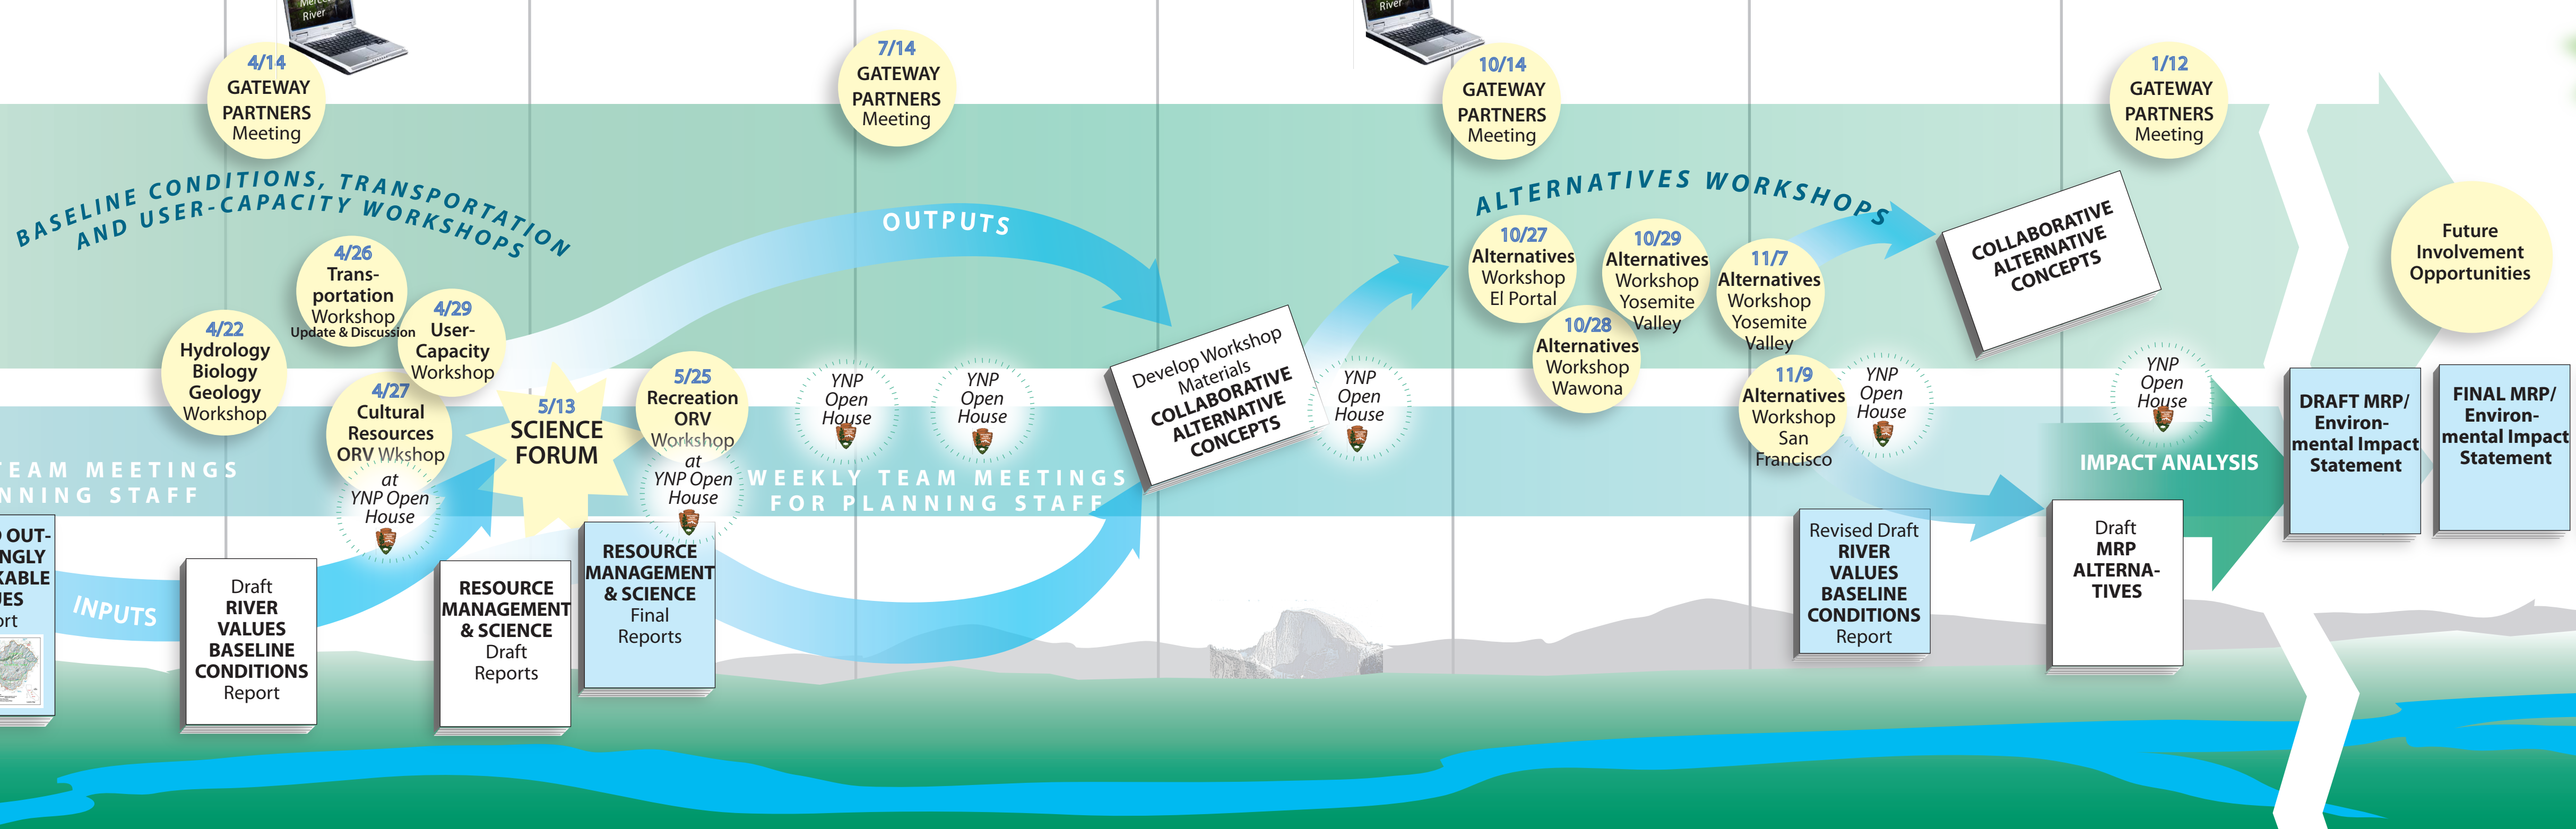 Merced
River
River
4/14
GATEWAY
PARTNERS
Meeting
7/14
GATEWAY
PARTNERS
Meeting
10/14
GATEWAY
PARTNERS
Meeting
1/12
GATEWAY
PARTNERS
Meeting
BASELINE CONDITIONS, TRANSPORTATION
AND USER-CAPACITY WORKSHOPS
4/22
Hydrology
Biology
Geology
Workshop
4/26
Trans-
portation
Workshop
Update & Discussion
4/27
Cultural
Resources
ORV Wkshop
at
YNP Open
House
4/29
User-
Capacity
Workshop
5/13
SCIENCE
FORUM
5/25
Recreation
ORV
Workshop
at
YNP Open
House
OUTPUTS
YNP
Open
House
YNP
Open
House
Develop Workshop
Materials
COLLABORATIVE
ALTERNATIVE
CONCEPTS
YNP
Open
House
ALTERNATIVES WORKSHOPS
10/27
Alternatives
Workshop
El Portal
10/28
Alternatives
Workshop
Wawona
10/29
Alternatives
Workshop
Yosemite
Valley
11/7
Alternatives
Workshop
Yosemite
Valley
11/9
Alternatives
Workshop
San
Francisco
YNP
Open
House
COLLABORATIVE
ALTERNATIVE
CONCEPTS
YNP
Open
House
Future
Involvement
Opportunities
TEAM MEETINGS
NNING STAFF
WEEKLY TEAM MEETINGS
FOR PLANNING STAFF
IMPACT ANALYSIS
DRAFT MRP/
Environ-
mental Impact
Statement
FINAL MRP/
Environ-
mental Impact
Statement
OUT-
NGLY
KABLE
UES
ort
INPUTS
Draft
RIVER
VALUES
BASELINE
CONDITIONS
Report
RESOURCE
MANAGEMENT
& SCIENCE
Draft
Reports
RESOURCE
MANAGEMENT
& SCIENCE
Final
Reports
Revised Draft
RIVER
VALUES
BASELINE
CONDITIONS
Report
Draft
MRP
ALTERNA-
TIVES